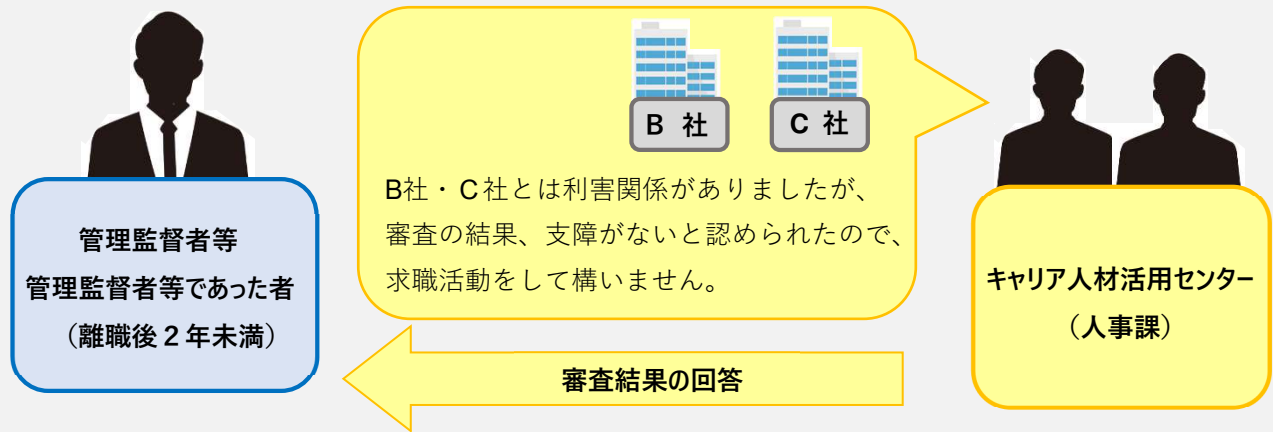 B 社
C 社
B社・C社とは利害関係がありましたが、
審査の結果、支障がないと認められたので、
求職活動をして構いません。
管理監督者等
管理監督者等であった者
（離職後２年未満）
キャリア人材活用センター
（人事課）
審査結果の回答